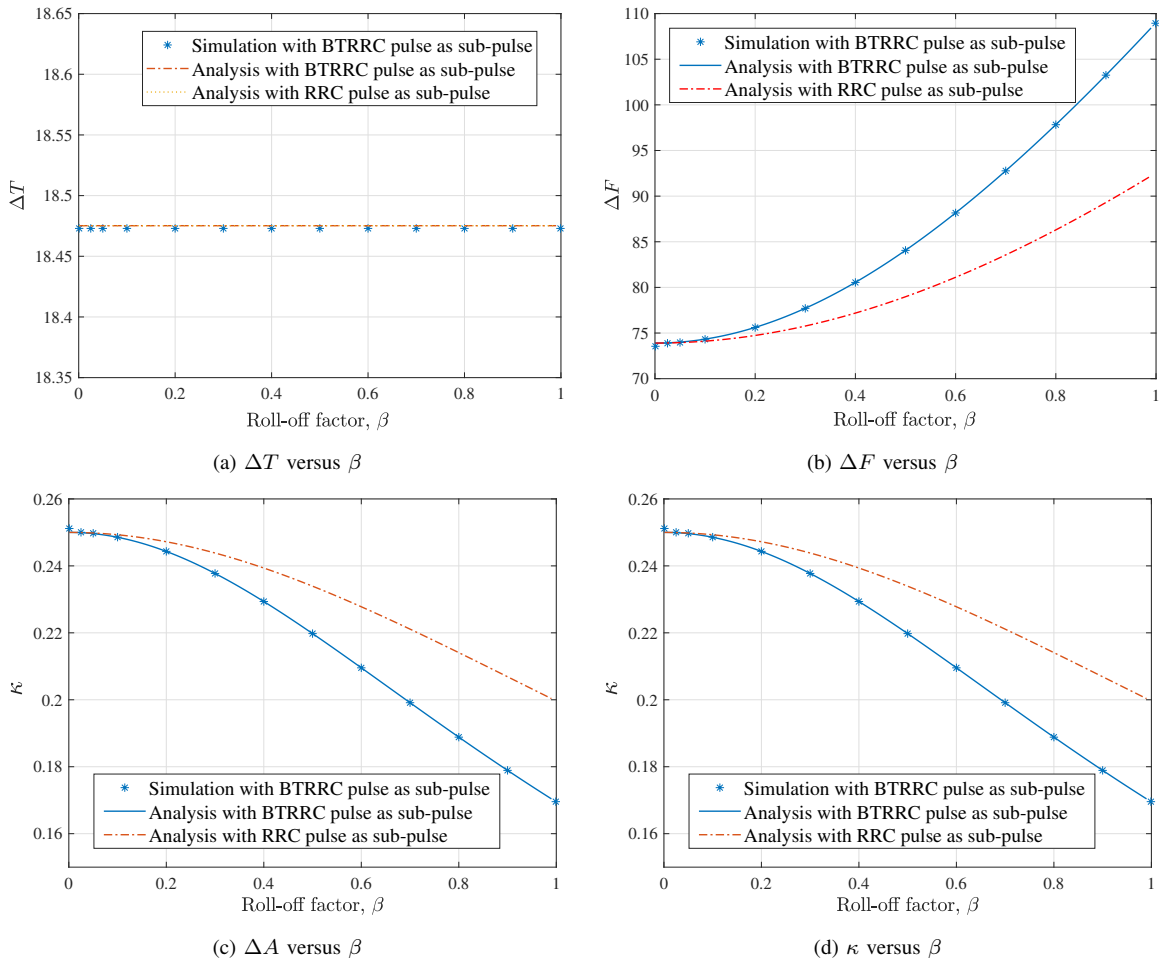 18.65
18.6
18.55
18.5
18.45
18.4
18.35
ΔT
Simulation with BTRRC pulse as sub-pulse
Analysis with BTRRC pulse as sub-pulse
Analysis with RRC pulse as sub-pulse
0 0.2 0.4 0.6 0.8 1
Roll-off factor, β
(a) ΔT versus β
110
105
100
95
90
85
80
75
70
ΔF
Simulation with BTRRC pulse as sub-pulse
Analysis with BTRRC pulse as sub-pulse
Analysis with RRC pulse as sub-pulse
0 0.2 0.4 0.6 0.8 1
Roll-off factor, β
(b) ΔF versus β
0.26
0.24
0.22
0.2
0.18
0.16
κ
Simulation with BTRRC pulse as sub-pulse
Analysis with BTRRC pulse as sub-pulse
Analysis with RRC pulse as sub-pulse
0 0.2 0.4 0.6 0.8 1
Roll-off factor, β
(c) ΔA versus β
0.26
0.24
0.22
0.2
0.18
0.16
κ
Simulation with BTRRC pulse as sub-pulse
Analysis with BTRRC pulse as sub-pulse
Analysis with RRC pulse as sub-pulse
0 0.2 0.4 0.6 0.8 1
Roll-off factor, β
(d) κ versus β